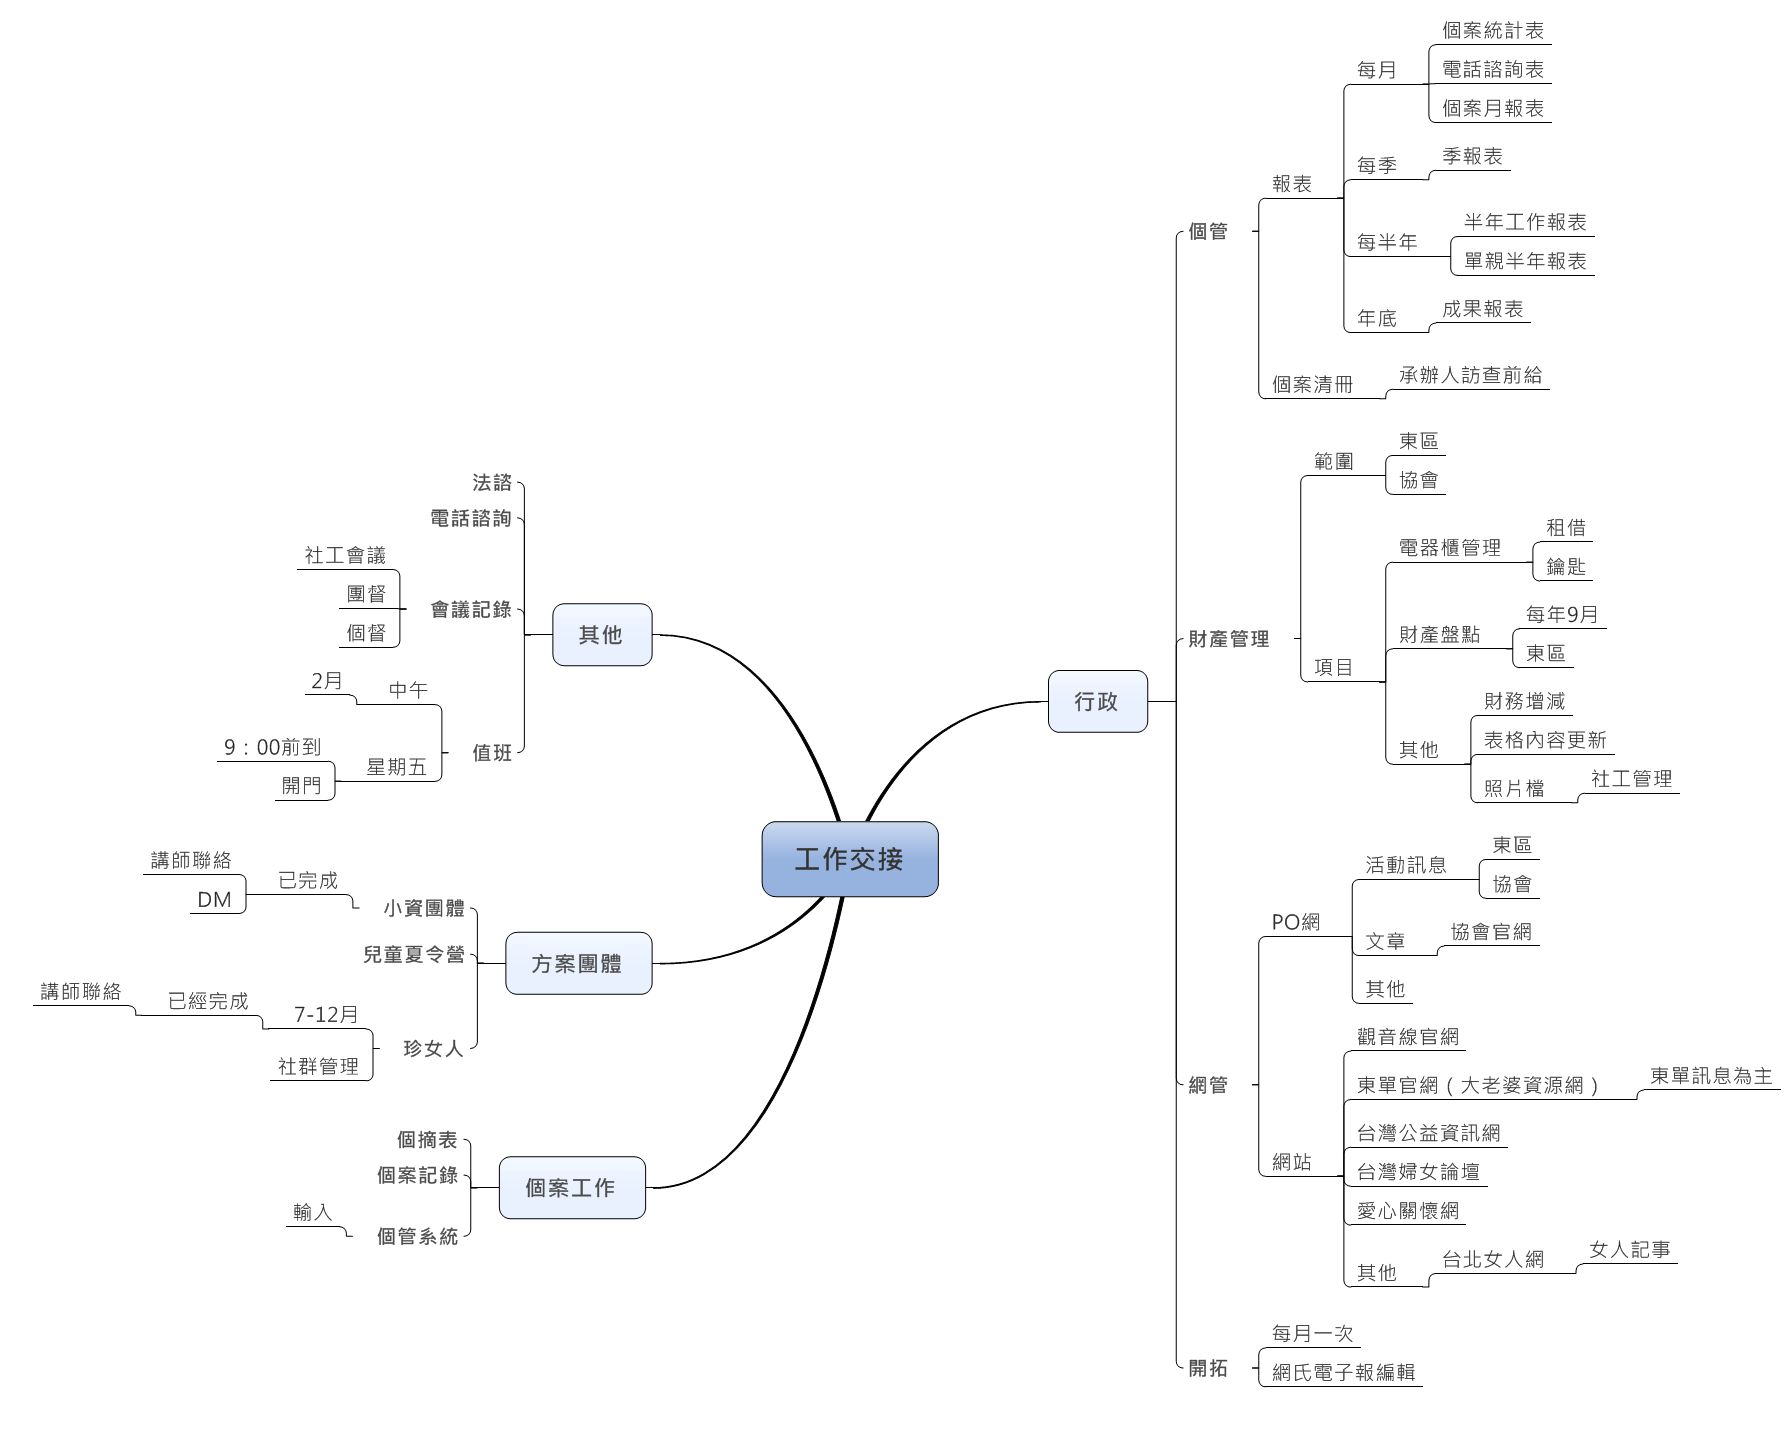 工作交接
行政
個管
報表
每月
個案統計表
電話諮詢表
個案月報表
每季
季報表
每半年
半年工作報表
單親半年報表
年底
成果報表
個案清冊
承辦人訪查前給
財產管理
範圍
東區
協會
項目
電器櫃管理
租借
鑰匙
財產盤點
每年9月
東區
其他
財務增減
表格內容更新
照片檔
社工管理
網管
PO網
活動訊息
東區
協會
文章
協會官網
其他
網站
觀音線官網
東單官網（大老婆資源網）
東單訊息為主
台灣公益資訊網
台灣婦女論壇
愛心關懷網
其他
台北女人網
女人記事
開拓
每月一次
網氏電子報編輯
其他
法諮
電話諮詢
會議記錄
社工會議
團督
個督
值班
中午
2月
星期五
9：00前到
開門
方案團體
小資團體
已完成
講師聯絡
DM
兒童夏令營
珍女人
7-12月
已經完成
講師聯絡
社群管理
個案工作
個摘表
個案記錄
個管系統
輸入